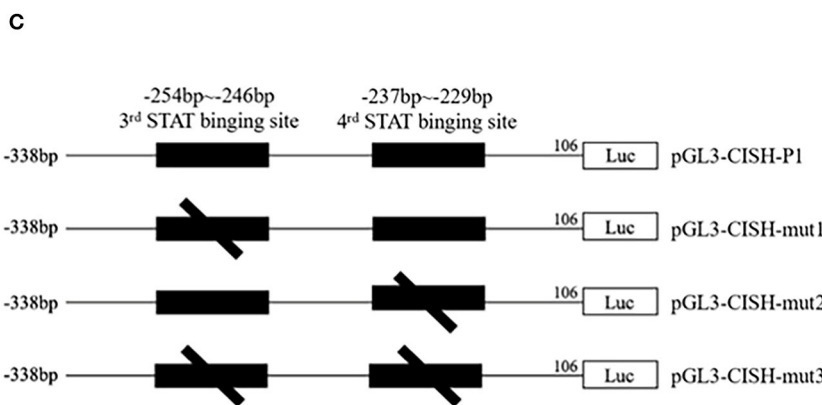 C
-254bp~-246bp -237bp~-229bp
3rd STAT binging site 4rd STAT binging site
-338bp 106 Luc pGL3-CISH-P1
-338bp 106 Luc pGL3-CISH-mut1
-338bp 106 Luc pGL3-CISH-mut2
-338bp 106 Luc pGL3-CISH-mut3